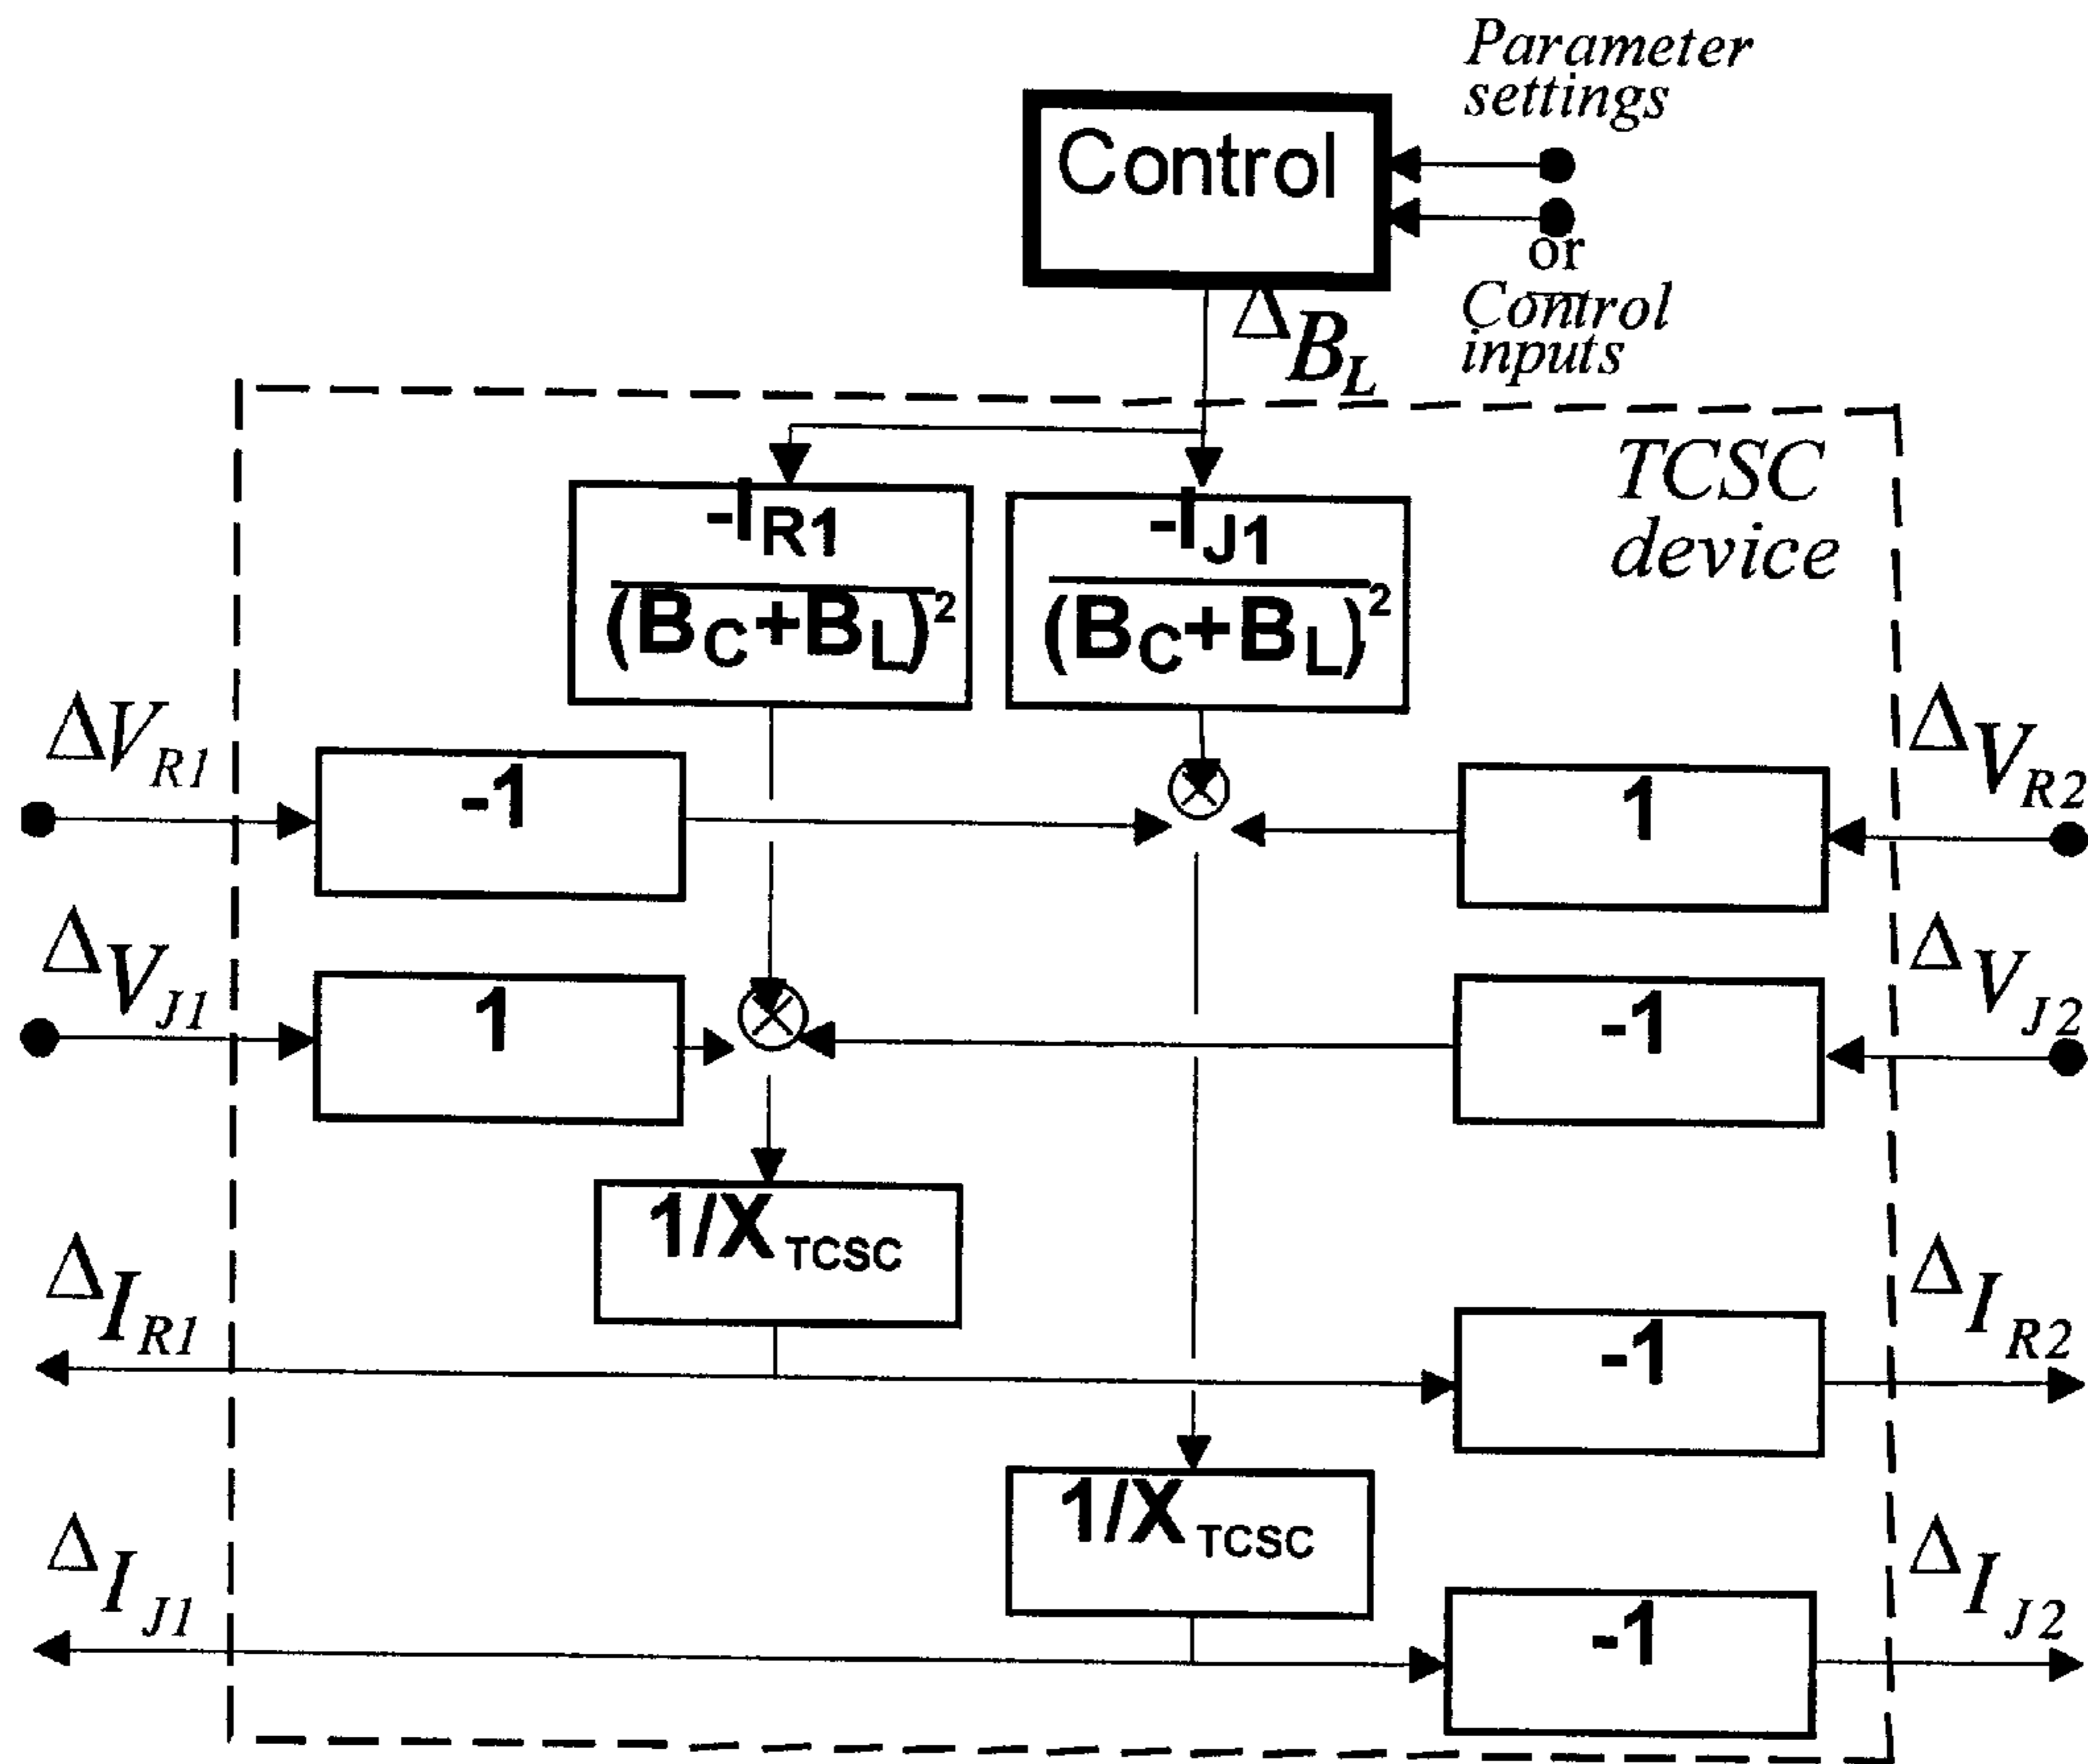 Parameter
settings
Control
or
Control
inputs
ΔB_L
TCSC
device
-I_R1
(B_C+B_L)²
-I_J1
(B_C+B_L)²
ΔV_R1
-1
1
ΔV_R2
ΔV_J1
1
-1
ΔV_J2
1/X_TCSC
ΔI_R1
-1
ΔI_R2
1/X_TCSC
ΔI_J1
-1
ΔI_J2